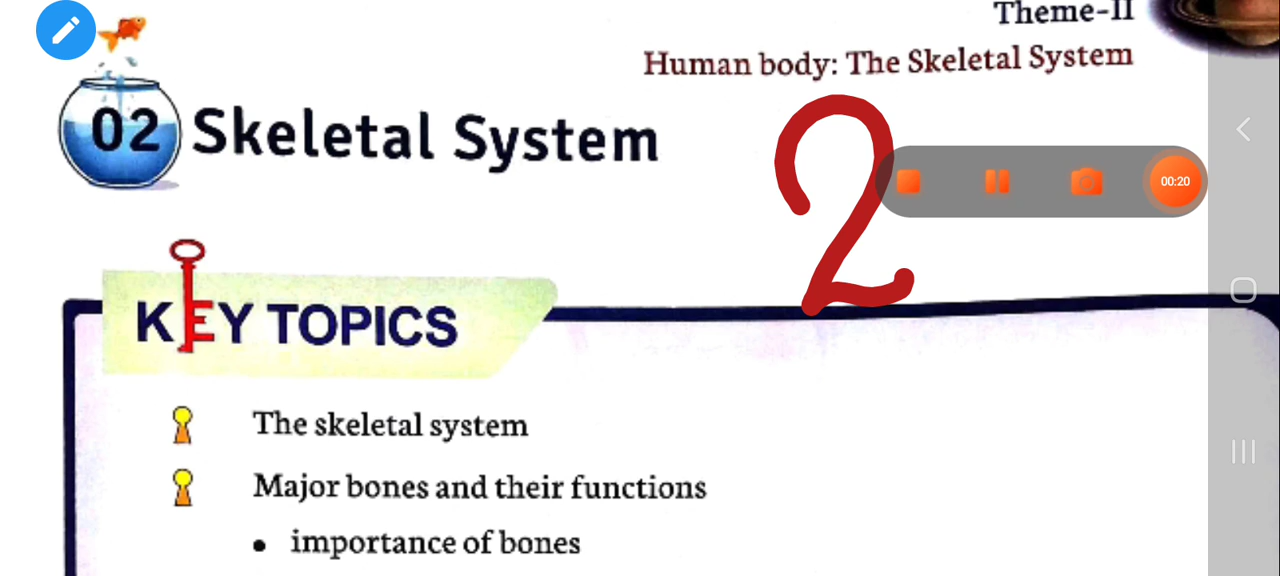 Theme-II
Human body: The Skeletal System
02 Skeletal System
2
00:20
KEY TOPICS
The skeletal system
Major bones and their functions
• importance of bones